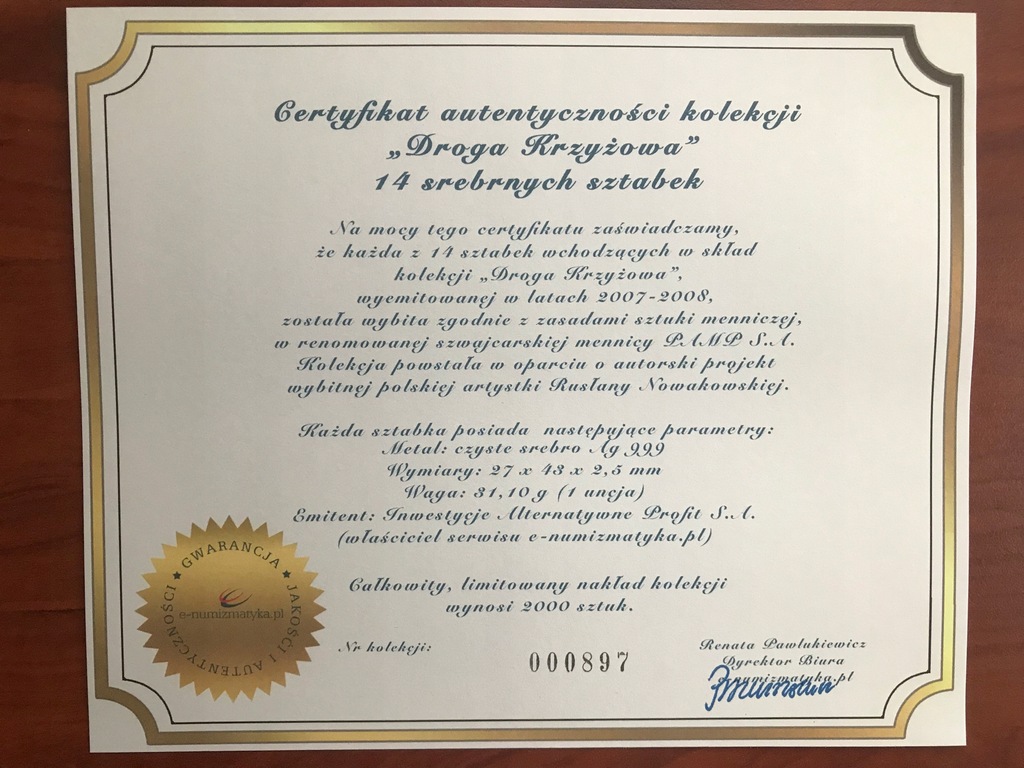 Certyfikat autentyczności kolekcji
„Droga Krzyżowa”
14 srebrnych sztabek
Na mocy tego certyfikatu zaświadczamy,
że każda z 14 sztabek wchodzących w skład
kolekcji „Droga Krzyżowa”,
wyemitowanej w latach 2007-2008,
została wybita zgodnie z zasadami sztuki menniczej,
w renomowanej szwajcarskiej mennicy PAMP S.A.
Kolekcja powstała w oparciu o autorski projekt
wybitnej polskiej artystki Rusłany Nowakowskiej.
Każda sztabka posiada następujące parametry:
Metal: czyste srebro Ag 999
Wymiary: 27 x 43 x 2,5 mm
Waga: 31,10 g (1 uncja)
Emitent: Inwestycje Alternatywne Profit S.A.
(właściciel serwisu e-numizmatyka.pl)
Całkowity, limitowany nakład kolekcji
wynosi 2000 sztuk.
GWARANCJA JAKOŚCI I AUTENTYCZNOŚCI
e-numizmatyka.pl
Nr kolekcji:
000897
Renata Pawlukiewicz
Dyrektor Biura
e-numizmatyka.pl